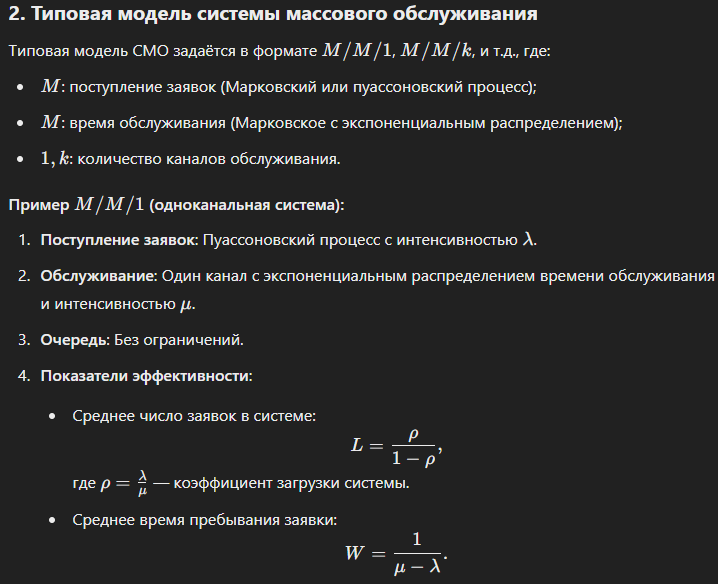 2. Типовая модель системы массового обслуживания
Типовая модель СМО задаётся в формате M/M/1, M/M/k, и т.д., где:
• M: поступление заявок (Марковский или пуассоновский процесс);
• M: время обслуживания (Марковское с экспоненциальным распределением);
• 1, k: количество каналов обслуживания.
Пример M/M/1 (одноканальная система):
1. Поступление заявок: Пуассоновский процесс с интенсивностью λ.
2. Обслуживание: Один канал с экспоненциальным распределением времени обслуживания
и интенсивностью μ.
3. Очередь: Без ограничений.
4. Показатели эффективности:
• Среднее число заявок в системе:
L = ρ / (1 − ρ),
где ρ = λ/μ — коэффициент загрузки системы.
• Среднее время пребывания заявки:
W = 1 / (μ − λ).